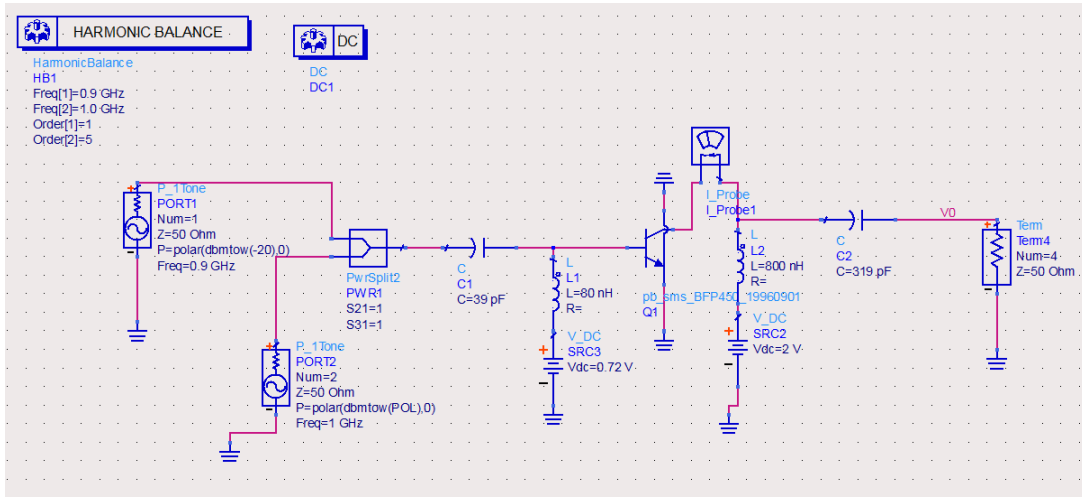 HARMONIC BALANCE
HarmonicBalance
HB1
Freq[1]=0.9 GHz
Freq[2]=1.0 GHz
Order[1]=1
Order[2]=5
DC
DC
DC1
P_1Tone
PORT1
Num=1
Z=50 Ohm
P=polar(dbmtow(-20),0)
Freq=0.9 GHz
P_1Tone
PORT2
Num=2
Z=50 Ohm
P=polar(dbmtow(POL),0)
Freq=1 GHz
PwrSplit2
PWR1
S21=1
S31=1
C
C1
C=39 pF
L
L1
L=80 nH
R=
V_DC
SRC3
Vdc=0.72 V
pb_sms_BFP450_19960901
Q1
I_Probe
I_Probe1
L
L2
L=800 nH
R=
V_DC
SRC2
Vdc=2 V
C
C2
C=319 pF
V0
Term
Term4
Num=4
Z=50 Ohm